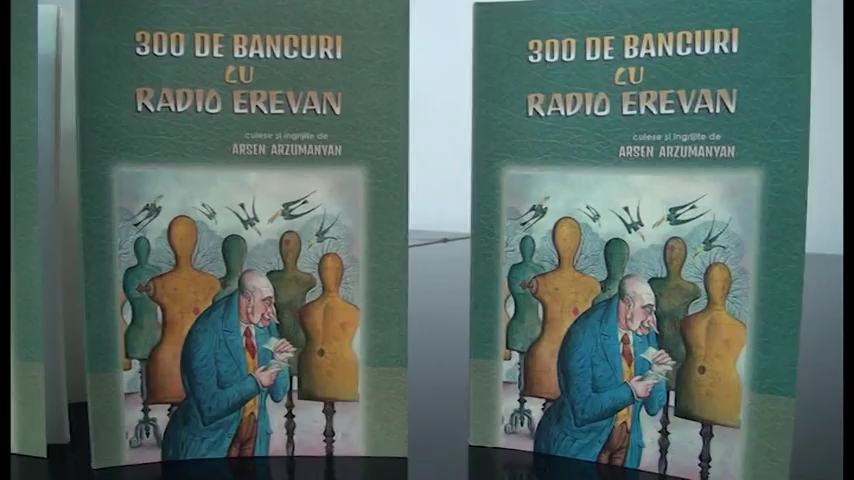 300 DE BANCURI
CU
RADIO EREVAN
culese și îngrijite de
ARSEN ARZUMANYAN
300 DE BANCURI
CU
RADIO EREVAN
culese și îngrijite de
ARSEN ARZUMANYAN